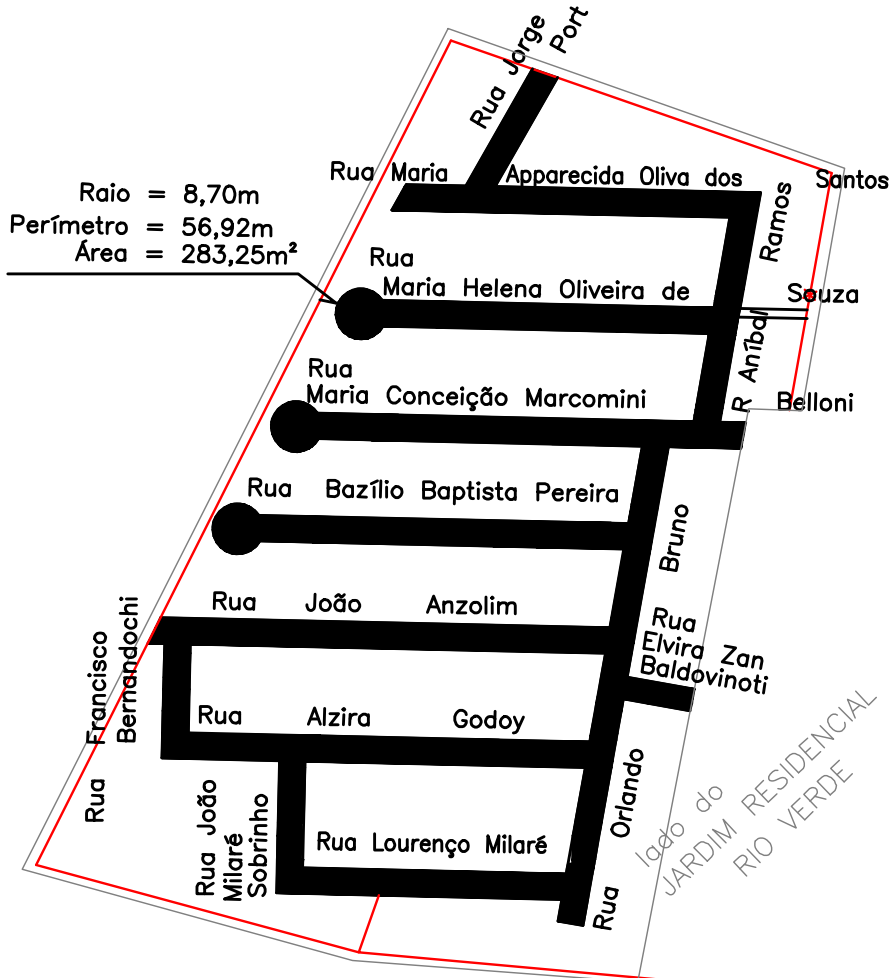 Rua Jorge
Port
Rua Maria Apparecida Oliva dos Santos
Raio = 8,70m
Perímetro = 56,92m
Área = 283,25m²
Ramos
Rua
Maria Helena Oliveira de Souza
R Aníbal
Rua
Maria Conceição Marcomini Belloni
Rua Bazílio Baptista Pereira
Bruno
Rua João Anzolim
Rua Francisco
Bernandochi
Rua
Elvira Zan
Baldovinoti
Rua Alzira Godoy
Rua Orlando
Rua João
Milaré
Sobrinho
Rua Lourenço Milaré
lado do
JARDIM RESIDENCIAL
RIO VERDE